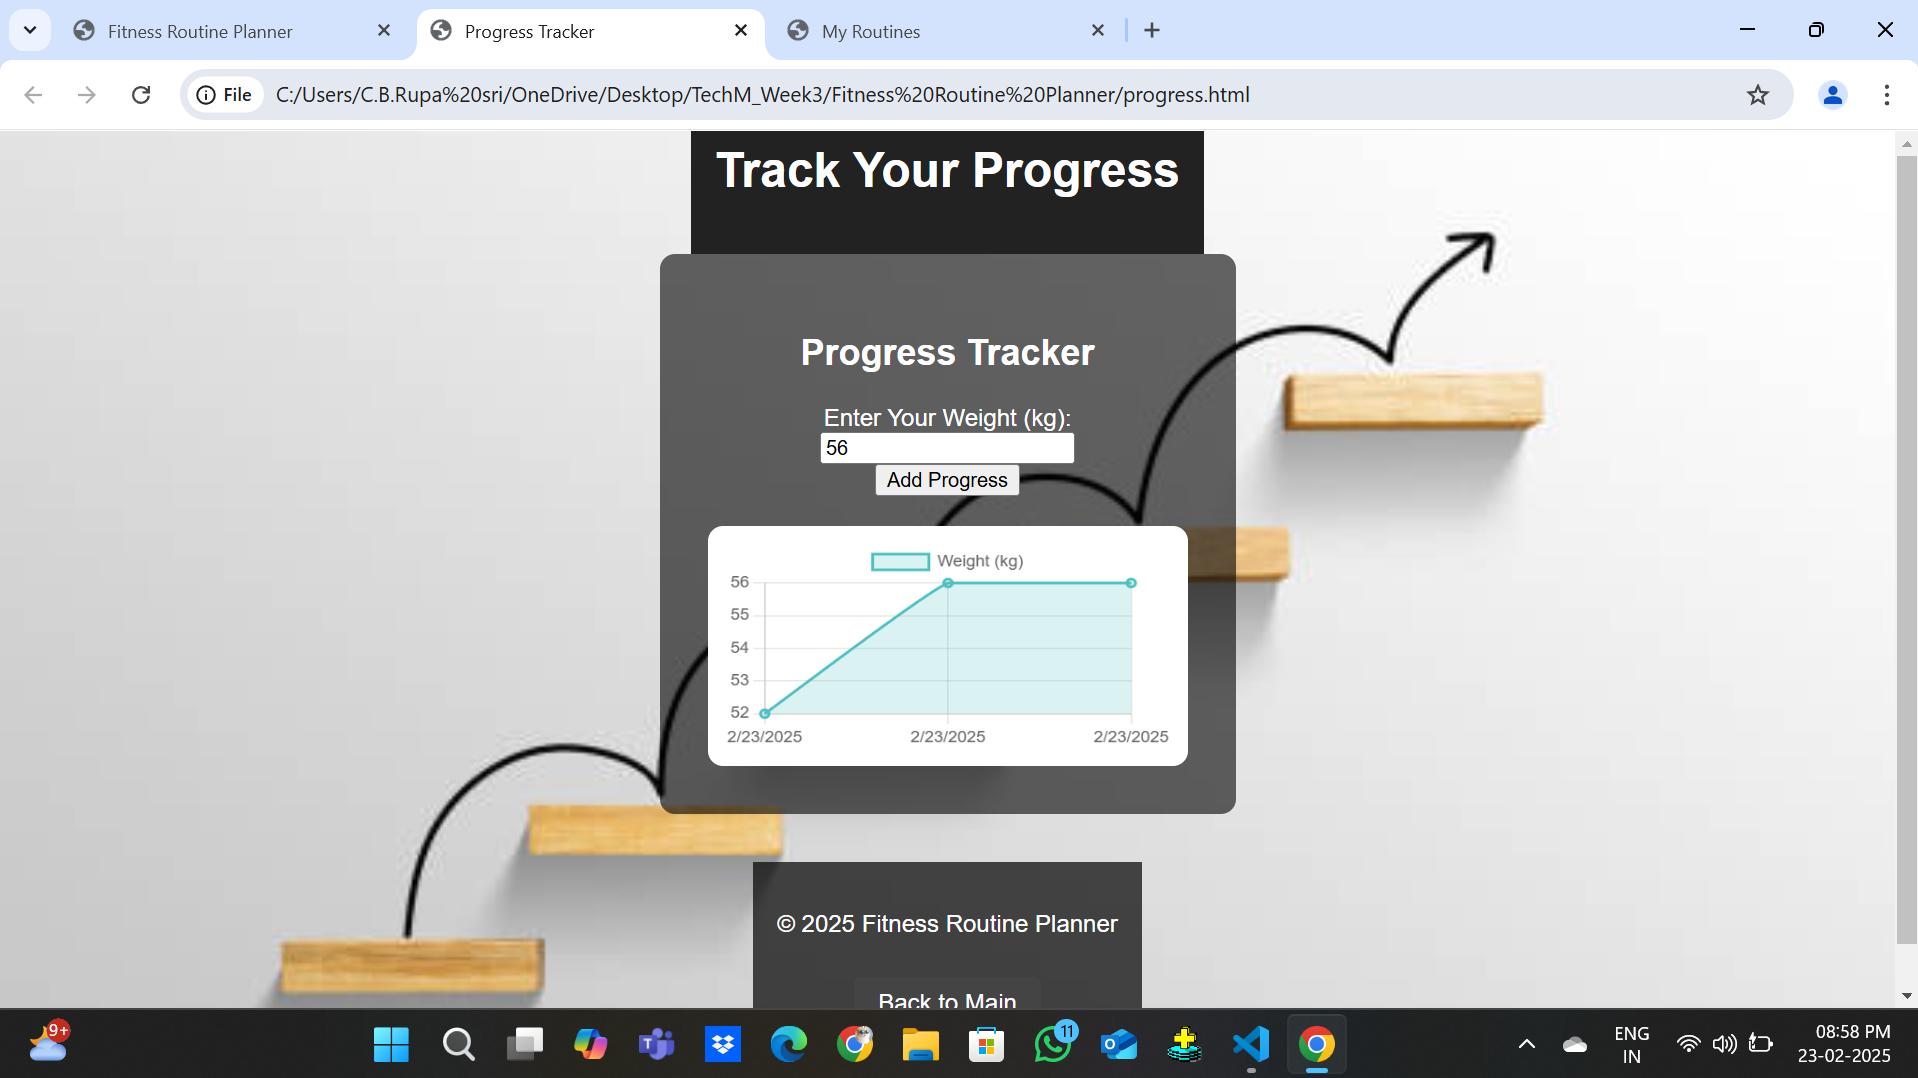 Fitness Routine Planner
Progress Tracker
My Routines
File
C:/Users/C.B.Rupa%20sri/OneDrive/Desktop/TechM_Week3/Fitness%20Routine%20Planner/progress.html
Track Your Progress
Progress Tracker
Enter Your Weight (kg):
56
Add Progress
Weight (kg)
56
55
54
53
52
2/23/2025 2/23/2025 2/23/2025
© 2025 Fitness Routine Planner
Back to Main
9+
11
ENG
IN
08:58 PM
23-02-2025